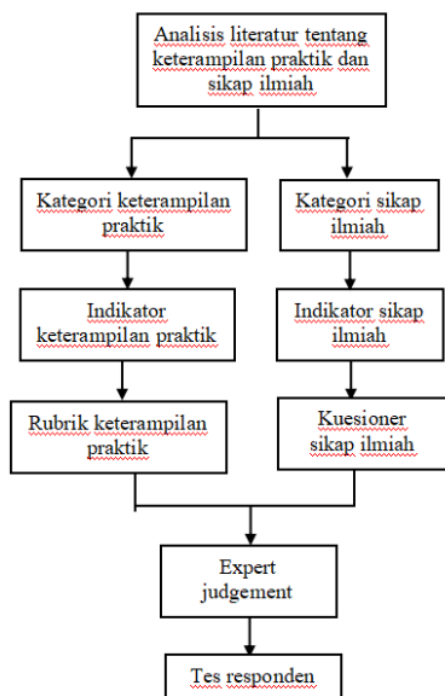 Analisis literatur tentang
keterampilan praktik dan
sikap ilmiah
Kategori keterampilan
praktik
Kategori sikap
ilmiah
Indikator
keterampilan praktik
Indikator sikap
ilmiah
Rubrik keterampilan
praktik
Kuesioner
sikap ilmiah
Expert
judgement
Tes responden